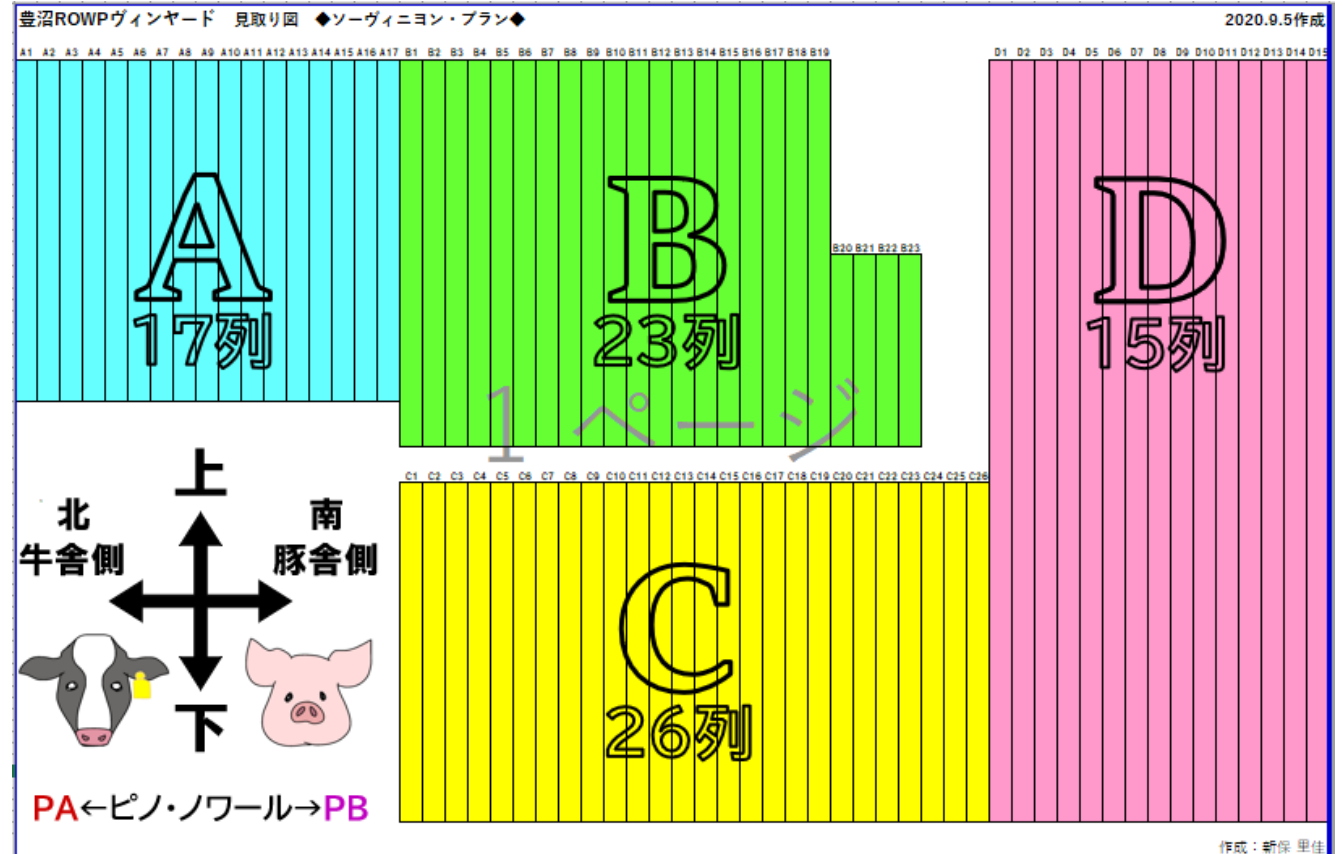 豊沼ROWPヴィンヤード 見取り図 ◆ソーヴィニヨン・ブラン◆ 2020.9.5作成
A1 A2 A3 A4 A5 A6 A7 A8 A9 A10 A11 A12 A13 A14 A15 A16 A17 B1 B2 B3 B4 B5 B6 B7 B8 B9 B10 B11 B12 B13 B14 B15 B16 B17 B18 B19 D1 D2 D3 D4 D5 D6 D7 D8 D9 D10 D11 D12 D13 D14 D15
A
17列
B
23列
B20 B21 B22 B23
D
15列
1 ページ
C1 C2 C3 C4 C5 C6 C7 C8 C9 C10 C11 C12 C13 C14 C15 C16 C17 C18 C19 C20 C21 C22 C23 C24 C25 C26
C
26列
上
北
牛舎側
南
豚舎側
下
PA←ピノ・ノワール→PB
作成：新保 里佳